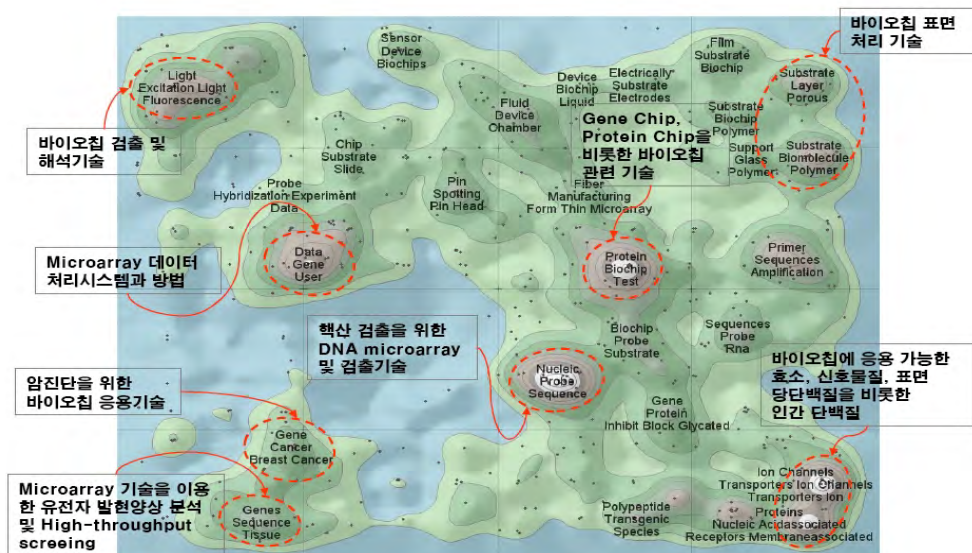 Light
Excitation Light
Fluorescence
Sensor
Device
Biochips
Film
Substrate
Biochip
바이오칩 표면
처리 기술
바이오칩 검출 및
해석기술
Chip
Substrate
Slide
Fluid
Device
Chamber
Device
Biochip
Liquid
Electrically
Substrate
Electrodes
Substrate
Layer
Porous
Gene Chip,
Protein Chip을
비롯한 바이오칩
관련 기술
Substrate
Biochip
Polymer
Support
Glass
Polymer
Substrate
Biomolecule
Polymer
Probe
Hybridization Experiment
Data
Pin
Spotting
Pin Head
Fiber
Manufacturing
Form Thin Microarray
Microarray 데이터
처리시스템과 방법
Data
Gene
User
Protein
Biochip
Test
Primer
Sequences
Amplification
핵산 검출을 위한
DNA microarray
및 검출기술
Biochip
Probe
Substrate
Sequences
Probe
Rna
바이오칩에 응용 가능한
효소, 신호물질, 표면
당단백질을 비롯한
인간 단백질
암진단을 위한
바이오칩 응용기술
Nucleic
Probe
Sequence
Gene
Protein
Inhibit Block Glycated
Gene
Cancer
Breast Cancer
Microarray 기술을 이용
한 유전자 발현양상 분석
및 High-throughput
screeing
Genes
Sequence
Tissue
Polypeptide
Transgenic
Species
Ion Channels
Transporters Ion Channels
Transporters Ion
Proteins
Nucleic Acidassociated
Receptors Membraneassociated